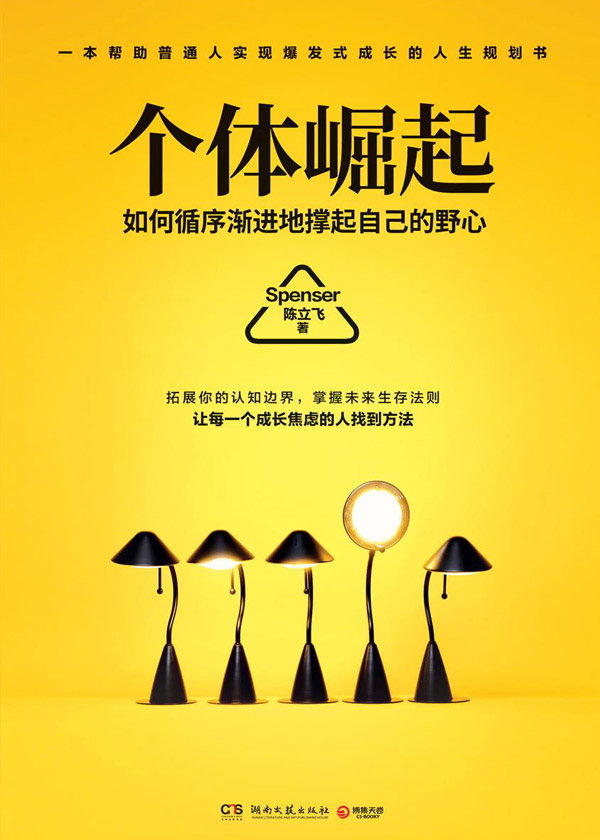 一本帮助普通人实现爆发式成长的人生规划书
个体崛起
如何循序渐进地撑起自己的野心
Spenser
陈立飞
著
拓展你的认知边界，掌握未来生存法则
让每一个成长焦虑的人找到方法
CS 湖南文艺出版社 博集天卷
HUNAN LITERATURE AND ART PUBLISHING HOUSE CS-BOOKY